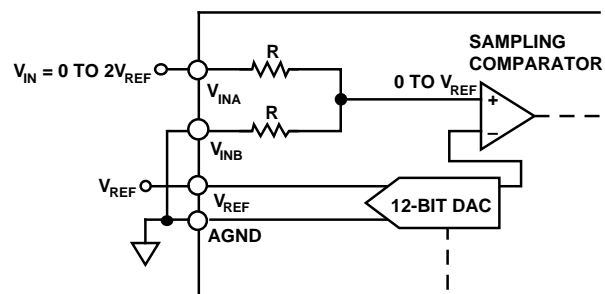 SAMPLING
COMPARATOR
R
V_IN = 0 TO 2V_REF
V_INA
0 TO V_REF
+
R
–
V_INB
V_REF
V_REF
12-BIT DAC
AGND